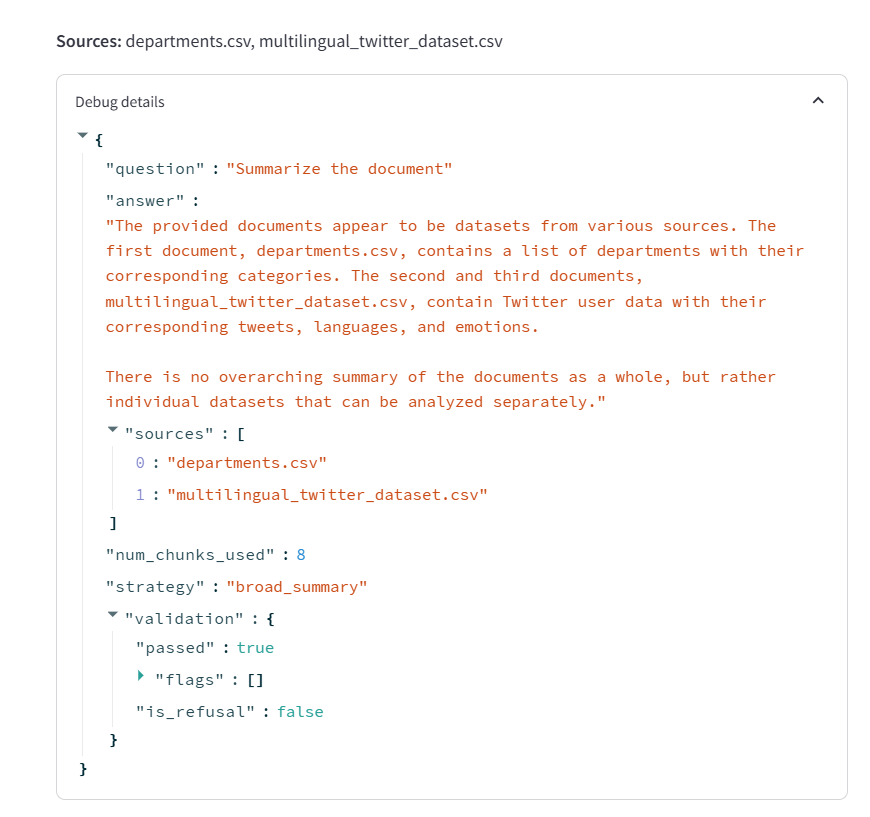 Sources: departments.csv, multilingual_twitter_dataset.csv
Debug details
{
"question" : "Summarize the document"
"answer" :
"The provided documents appear to be datasets from various sources. The
first document, departments.csv, contains a list of departments with their
corresponding categories. The second and third documents,
multilingual_twitter_dataset.csv, contain Twitter user data with their
corresponding tweets, languages, and emotions.
There is no overarching summary of the documents as a whole, but rather
individual datasets that can be analyzed separately."
"sources" : [
0 : "departments.csv"
1 : "multilingual_twitter_dataset.csv"
]
"num_chunks_used" : 8
"strategy" : "broad_summary"
"validation" : {
"passed" : true
"flags" : []
"is_refusal" : false
}
}